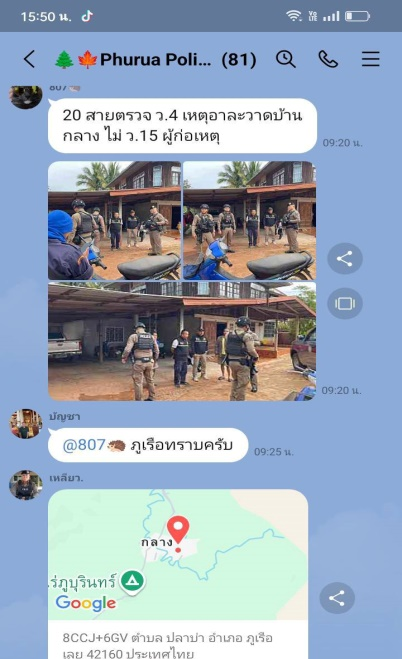 15:50 น.
Vo
LTE
Phurua Poli... (81)
807
20 สายตรวจ ว.4 เหตุอาละวาดบ้าน
กลาง ไม่ ว.15 ผู้ก่อเหตุ
09:20 น.
09:20 น.
บัญชา
@807 ภูเรือทราบครับ
09:25 น.
เหลียว.
กลาง
ร่ภูบุรินทร์
Google
8CCJ+6GV ตำบล ปลาบ่า อำเภอ ภูเรือ
เลย 42160 ประเทศไทย